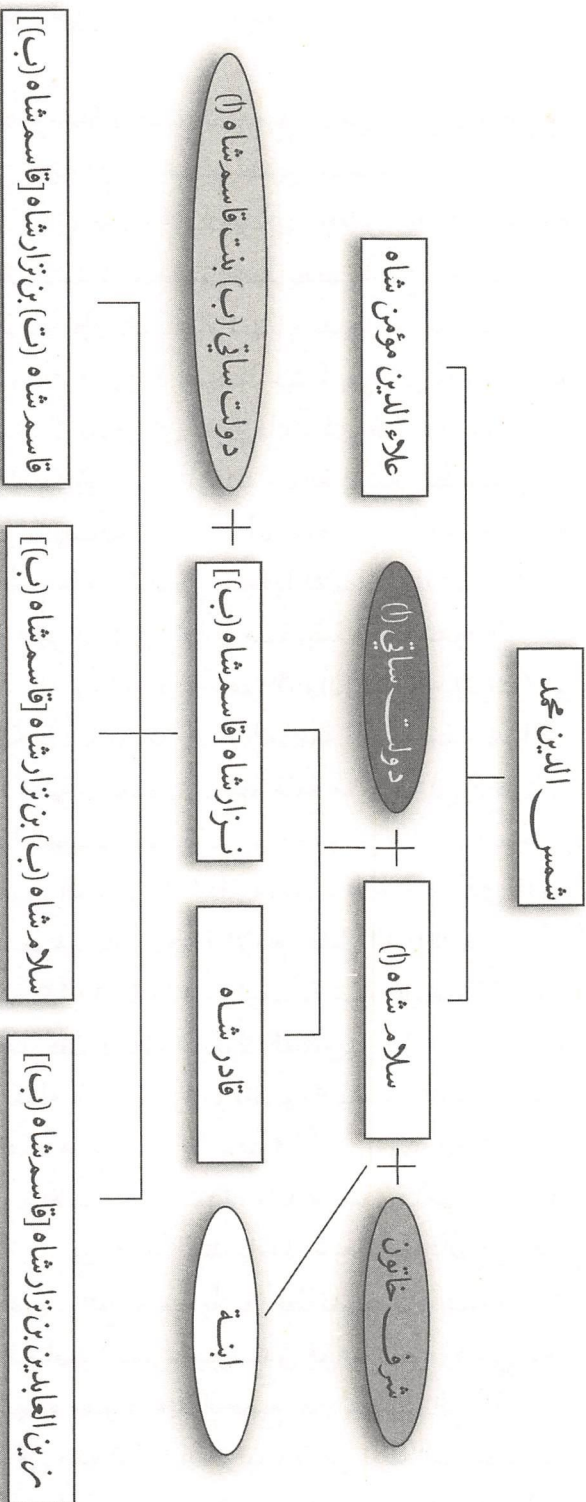 شمس الدين محمد
سلام شاه (ا)
علاء الدين مؤمن شاه
شرف خاتون
دولت ساتي (ا)
ابنة
قادر شاه
نزار شاه [قاسم شاه (ب)]
دولت ساتي (ب) بنت قاسم شاه (ا)
زين العابدين بن نزار شاه [قاسم شاه (ب)]
سلام شاه (ب) بن نزار شاه [قاسم شاه (ب)]
قاسم شاه (ت) بن نزار شاه [قاسم شاه (ب)]